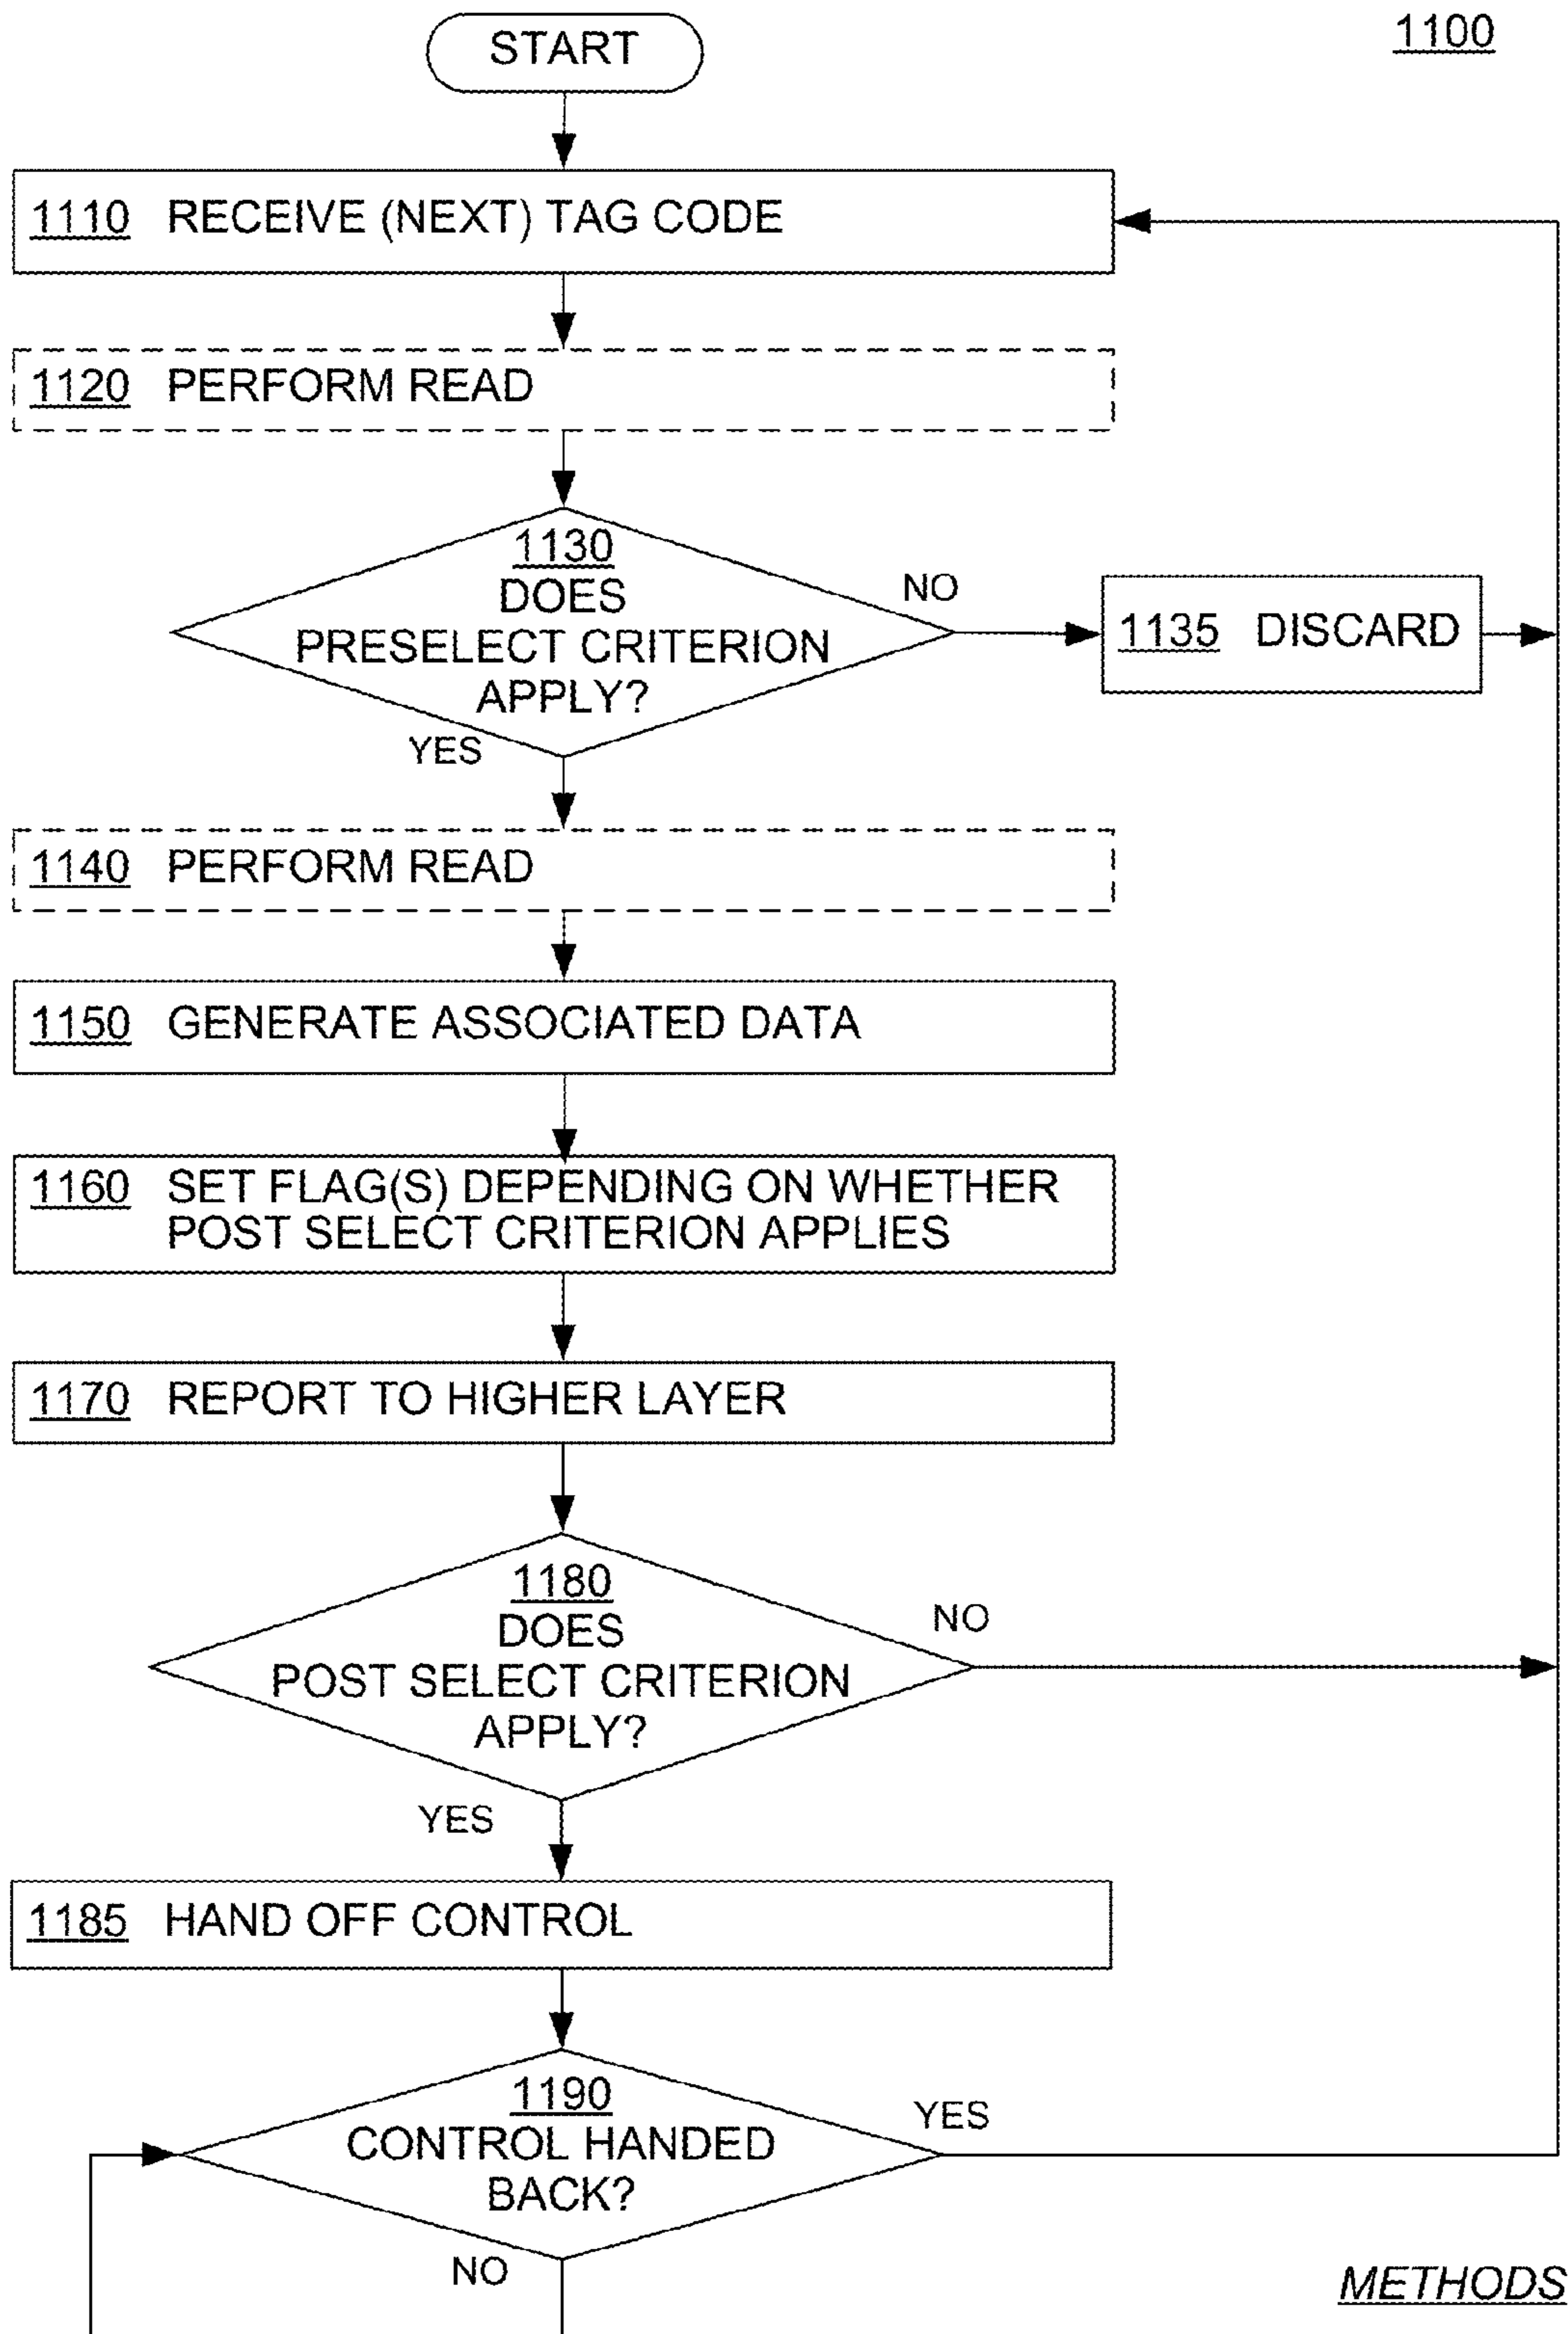 START
1100
1110 RECEIVE (NEXT) TAG CODE
1120 PERFORM READ
1130
DOES
PRESELECT CRITERION
APPLY?
NO
1135 DISCARD
YES
1140 PERFORM READ
1150 GENERATE ASSOCIATED DATA
1160 SET FLAG(S) DEPENDING ON WHETHER
POST SELECT CRITERION APPLIES
1170 REPORT TO HIGHER LAYER
1180
DOES
POST SELECT CRITERION
APPLY?
NO
YES
1185 HAND OFF CONTROL
1190
CONTROL HANDED
BACK?
YES
NO
METHODS